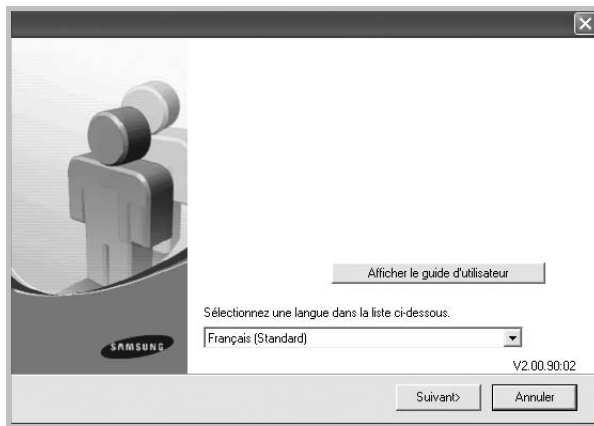 Afficher le guide d'utilisateur
Sélectionnez une langue dans la liste ci-dessous.
Français (Standard)
SAMSUNG
V2.00.90:02
Suivant>
Annuler